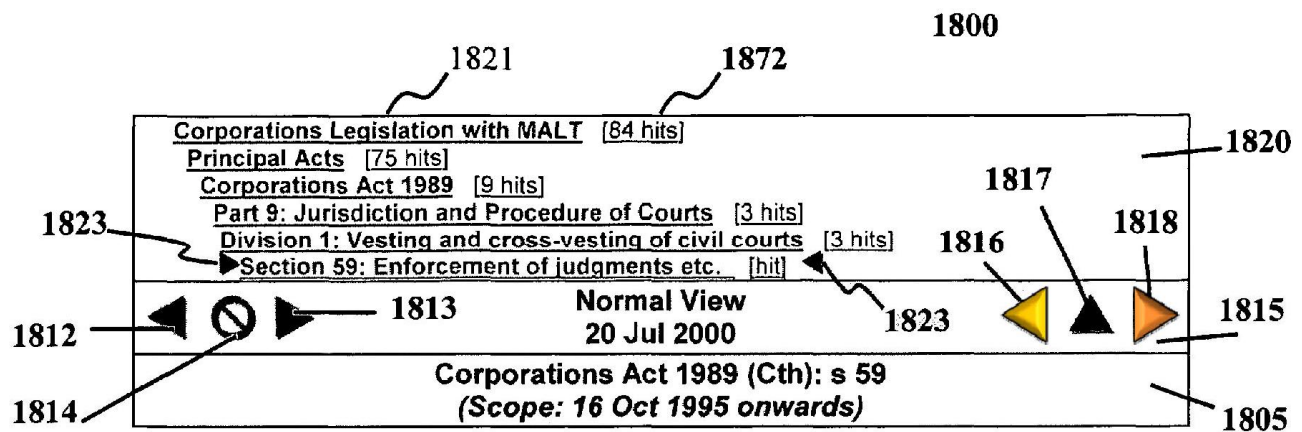 1800
1821 1872
Corporations Legislation with MALT [84 hits]
Principal Acts [75 hits]
1820
Corporations Act 1989 [9 hits]
1817
Part 9: Jurisdiction and Procedure of Courts [3 hits]
1823
1818
Division 1: Vesting and cross-vesting of civil courts [3 hits]
1816
Section 59: Enforcement of judgments etc. [hit]
Normal View
1813
1823
1815
1812
20 Jul 2000
Corporations Act 1989 (Cth): s 59
1814
(Scope: 16 Oct 1995 onwards)
1805